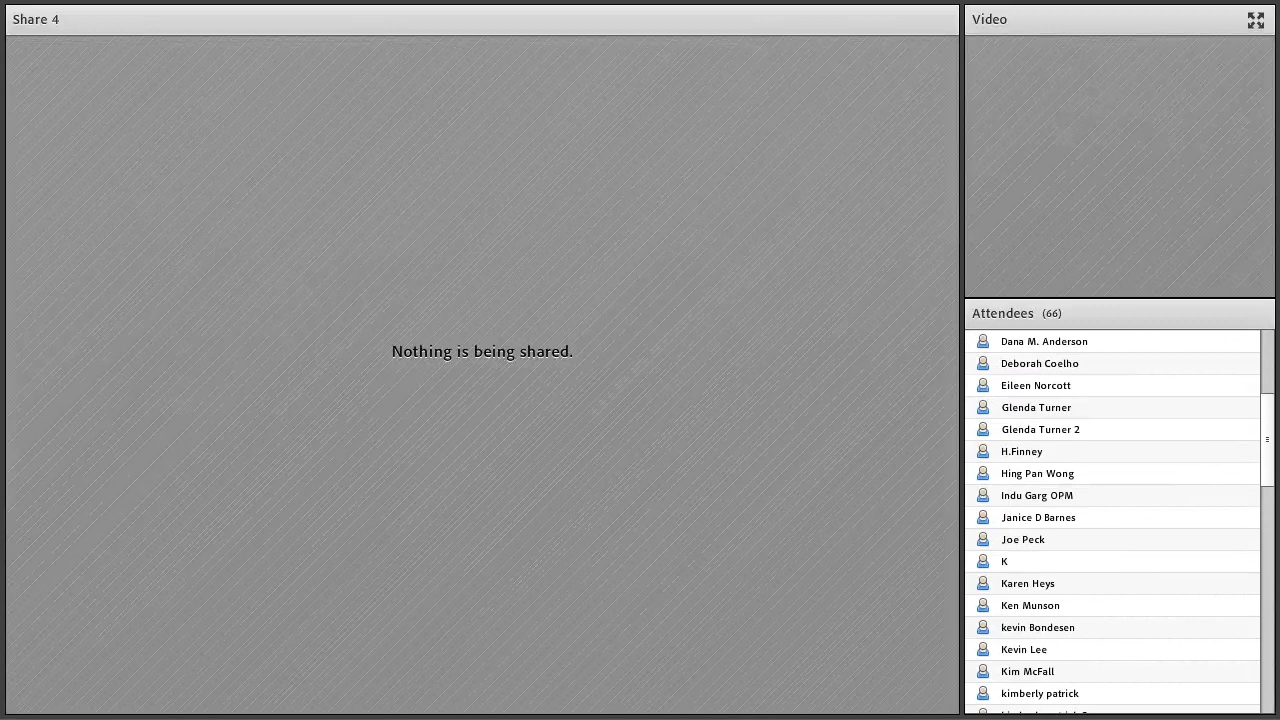 Share 4
Nothing is being shared.
Video
Attendees (66)
Dana M. Anderson
Deborah Coelho
Eileen Norcott
Glenda Turner
Glenda Turner 2
H.Finney
Hing Pan Wong
Indu Garg OPM
Janice D Barnes
Joe Peck
K
Karen Heys
Ken Munson
kevin Bondesen
Kevin Lee
Kim McFall
kimberly patrick